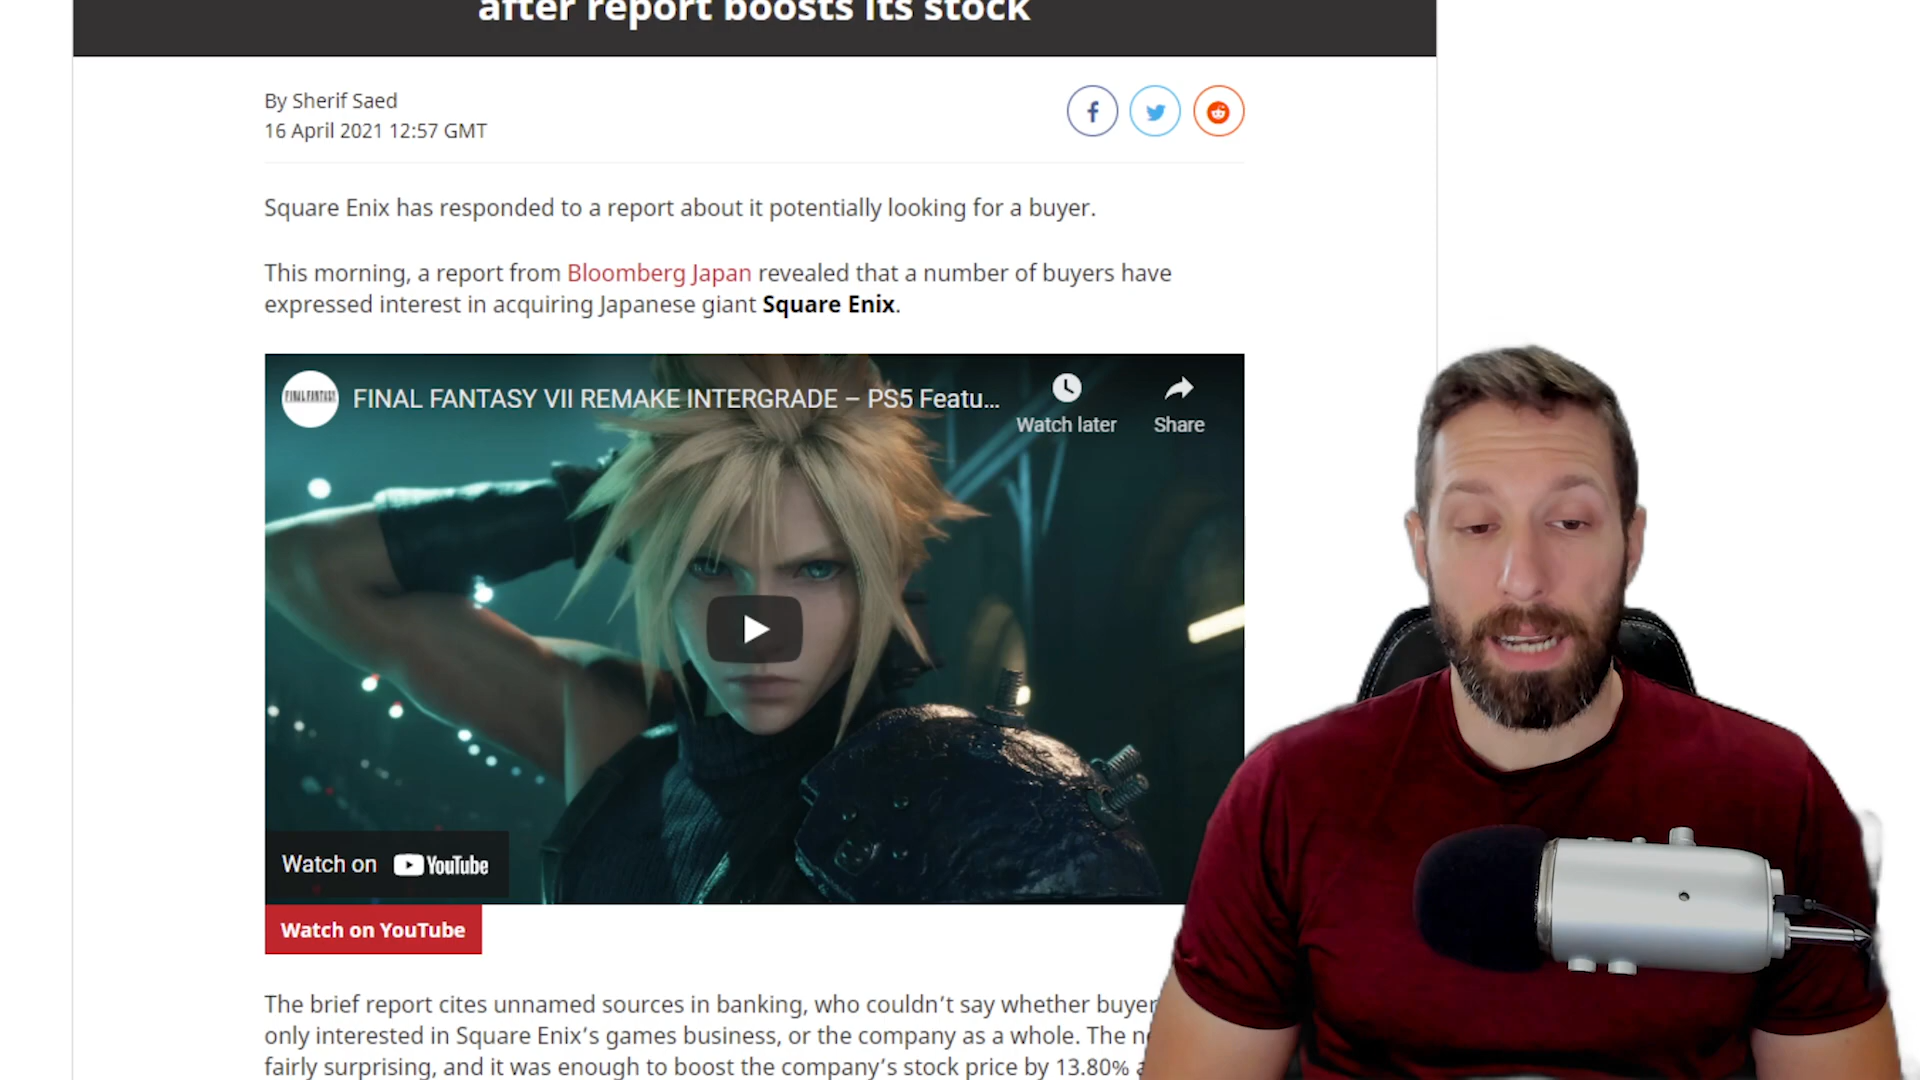 after report boosts its stock
By Sherif Saed
16 April 2021 12:57 GMT
Square Enix has responded to a report about it potentially looking for a buyer.
This morning, a report from Bloomberg Japan revealed that a number of buyers have
expressed interest in acquiring Japanese giant Square Enix.
FINAL FANTASY
FINAL FANTASY VII REMAKE INTERGRADE – PS5 Featu...
Watch later
Share
Watch on YouTube
Watch on YouTube
The brief report cites unnamed sources in banking, who couldn’t say whether buyer
only interested in Square Enix’s games business, or the company as a whole. The
fairly surprising, and it was enough to boost the company’s stock price by 13.80%